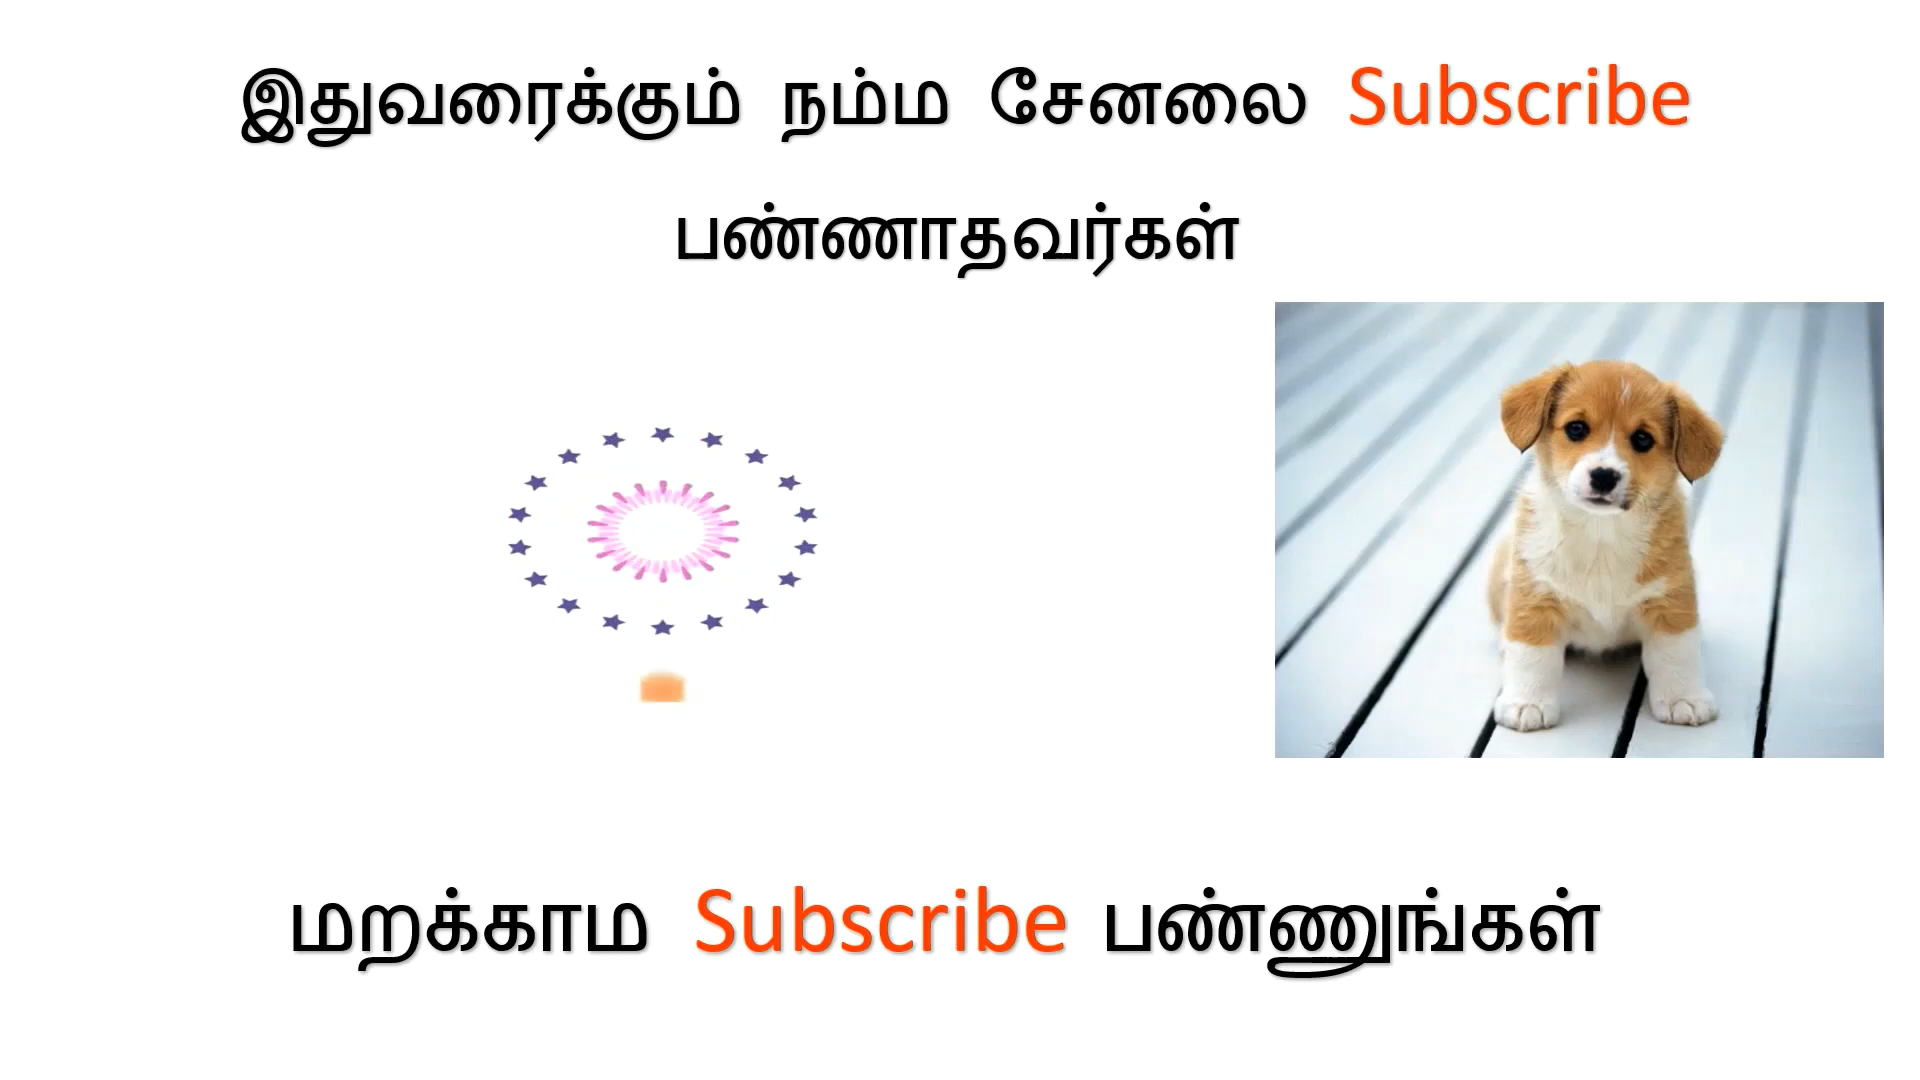 இதுவரைக்கும் நம்ம சேனலை Subscribe
பண்ணாதவர்கள்
மறக்காம Subscribe பண்ணுங்கள்